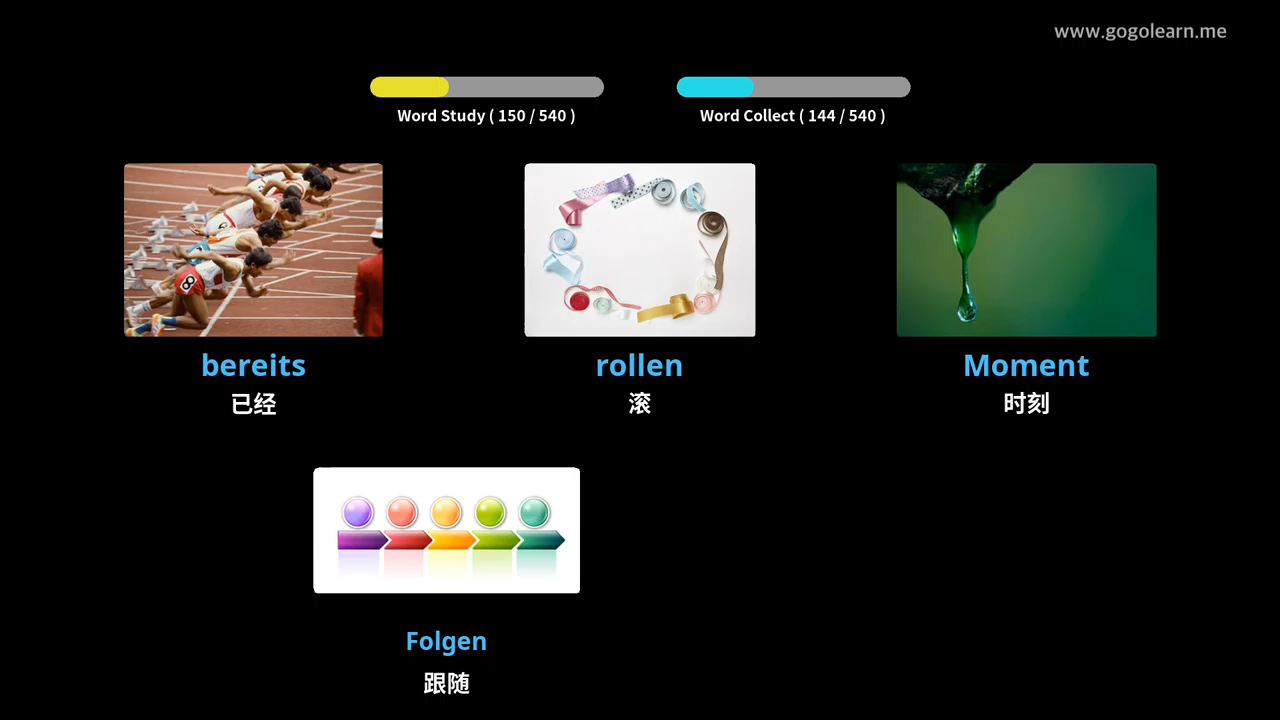 www.gogolearn.me
Word Study ( 150 / 540 )
Word Collect ( 144 / 540 )
bereits
已经
rollen
滚
Moment
时刻
Folgen
跟随